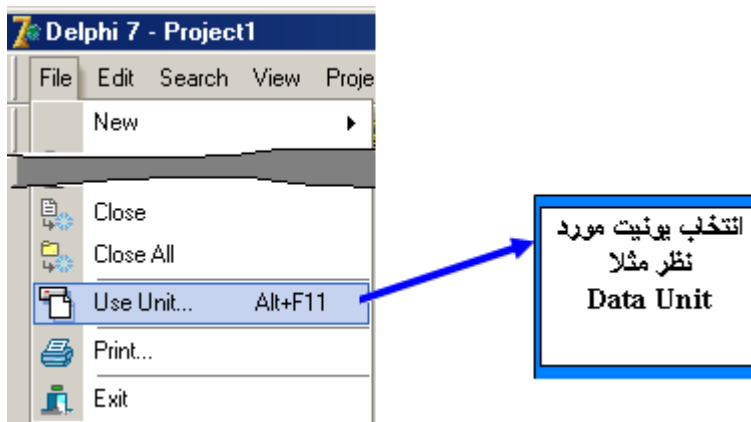 Delphi 7 - Project1
File Edit Search View Proje
New
Close
Close All
Use Unit... Alt+F11
Print...
Exit
انتخاب يونيت مورد
نظر مثلا
Data Unit